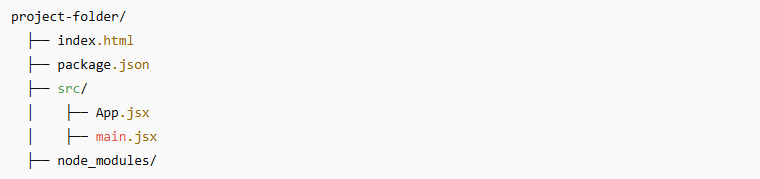 project-folder/
├── index.html
├── package.json
├── src/
│   ├── App.jsx
│   ├── main.jsx
├── node_modules/